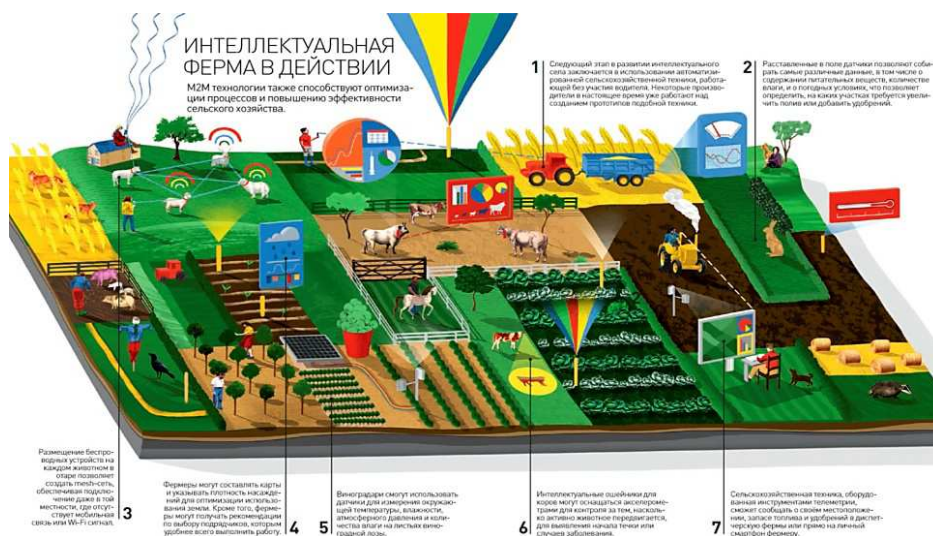 ИНТЕЛЛЕКТУАЛЬНАЯ
ФЕРМА В ДЕЙСТВИИ
M2M технологии также способствуют оптимиза-
ции процессов и повышению эффективности
сельского хозяйства.
1
Следующий этап в развитии интеллектуального
села заключается в использовании автоматизи-
рованной сельскохозяйственной техники, работаю-
щей без участия водителя. Некоторые произво-
дители в настоящее время уже работают над
созданием прототипов подобной техники.
2
Расставленные в поле датчики позволяют соби-
рать самые различные данные, в том числе о
содержании питательных веществ, количестве
влаги, и о погодных условиях, что позволяет
определить, на каких участках требуется увели-
чить полив или добавить удобрений.
Размещение беспро-
водных устройств на
каждом животном в
отаре позволяет
создать mesh-сеть,
обеспечивая подклю-
чение даже в той
местности, где отсут-
ствует мобильная
связь или Wi-Fi сигнал.
3
Фермеры могут составлять карты
и указывать плотность насажде-
ний для оптимизации использо-
вания земли. Кроме того, ферме-
ры могут получать рекомендации
по выбору подрядчиков, которым
удобнее всего выполнить работу.
4
5
Виноградари смогут использовать
датчики для измерения окружаю-
щей температуры, влажности,
атмосферного давления и коли-
чества влаги на листьях вино-
градной лозы.
6
Интеллектуальные ошейники для
коров могут оснащаться акселероме-
трами для контроля за тем, насколь-
ко активно животное передвигается,
для выявления начала течки или
случаев заболевания.
7
Сельскохозяйственная техника, оборудо-
ванная инструментами телеметрии,
сможет сообщать о своём местоположе-
нии, запасе топлива и удобрений в диспет-
черскую фермы или прямо на личный
смартфон фермеру.